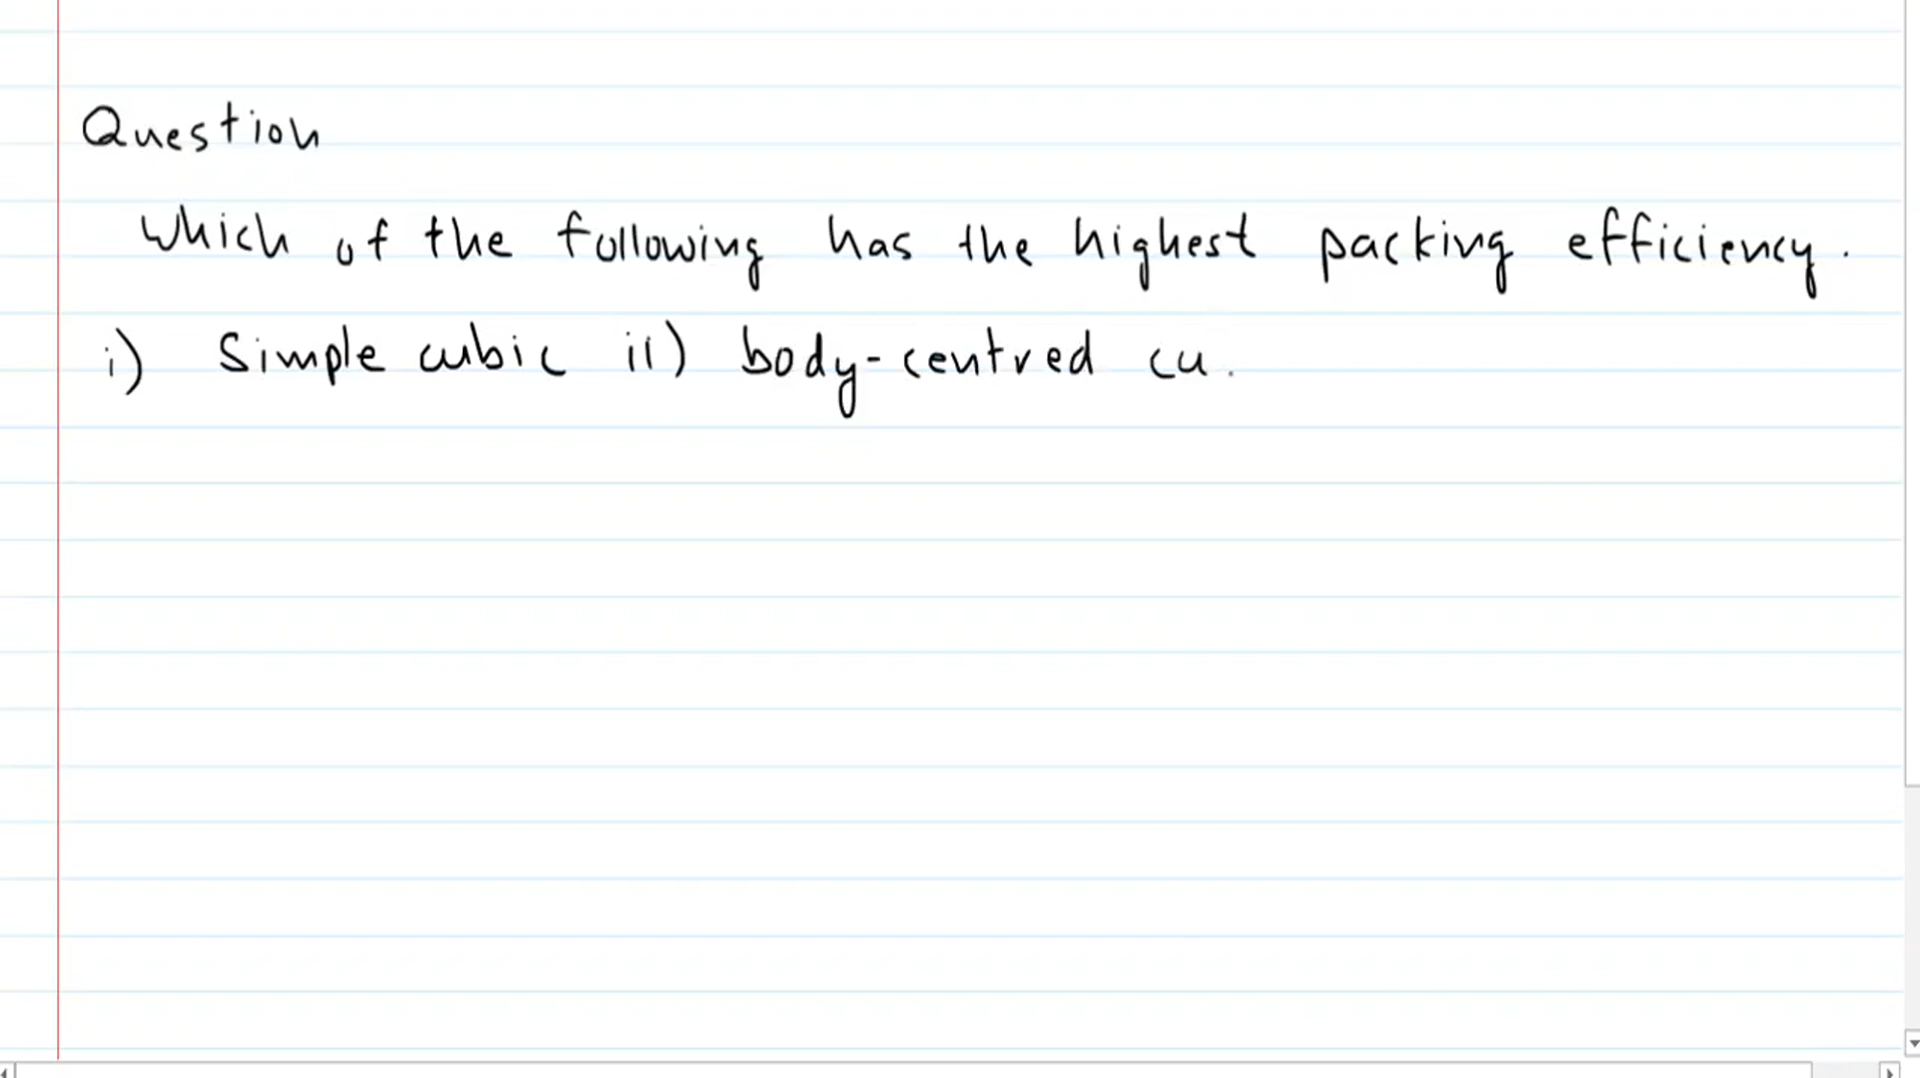 Question
Which of the following has the highest packing efficiency.
i) Simple cubic ii) body-centred cu.